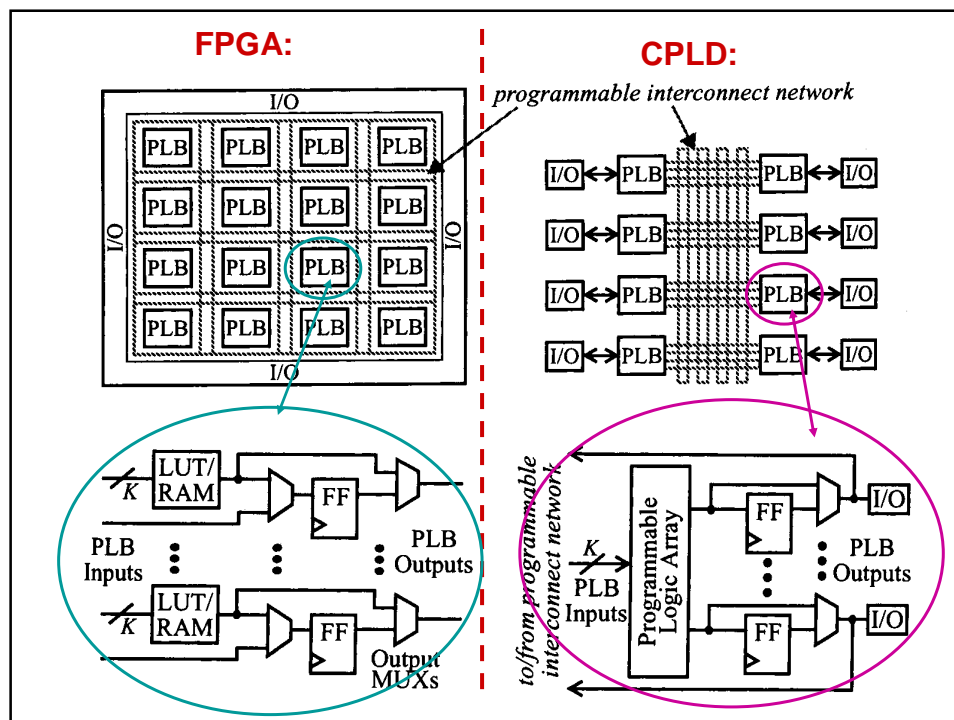 FPGA:
I/O
PLB PLB PLB PLB
PLB PLB PLB PLB
I/O
I/O
PLB PLB PLB PLB
PLB PLB PLB PLB
I/O
CPLD:
programmable interconnect network
I/O PLB PLB I/O
I/O PLB PLB I/O
I/O PLB PLB I/O
I/O PLB PLB I/O
LUT/
RAM
K
FF
PLB
Inputs
PLB
Outputs
LUT/
RAM
K
FF
Output
MUXs
to/from programmable
interconnect network
K
PLB
Inputs
Programmable
Logic Array
FF
I/O
PLB
Outputs
FF
I/O